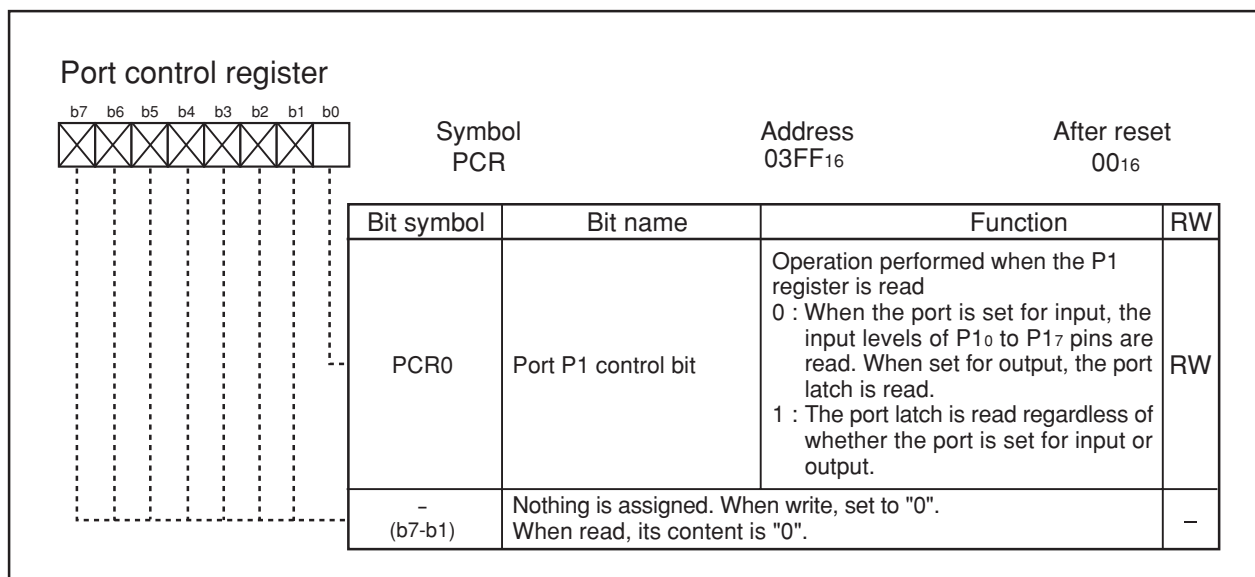 Port control register
b7 b6 b5 b4 b3 b2 b1 b0
Symbol Address After reset
PCR 03FF16 0016
Bit symbol Bit name Function RW
PCR0 Port P1 control bit RW
Operation performed when the P1
register is read
0 : When the port is set for input, the
input levels of P10 to P17 pins are
read. When set for output, the port
latch is read.
1 : The port latch is read regardless of
whether the port is set for input or
output.
–
(b7-b1)
Nothing is assigned. When write, set to "0".
When read, its content is "0".
–